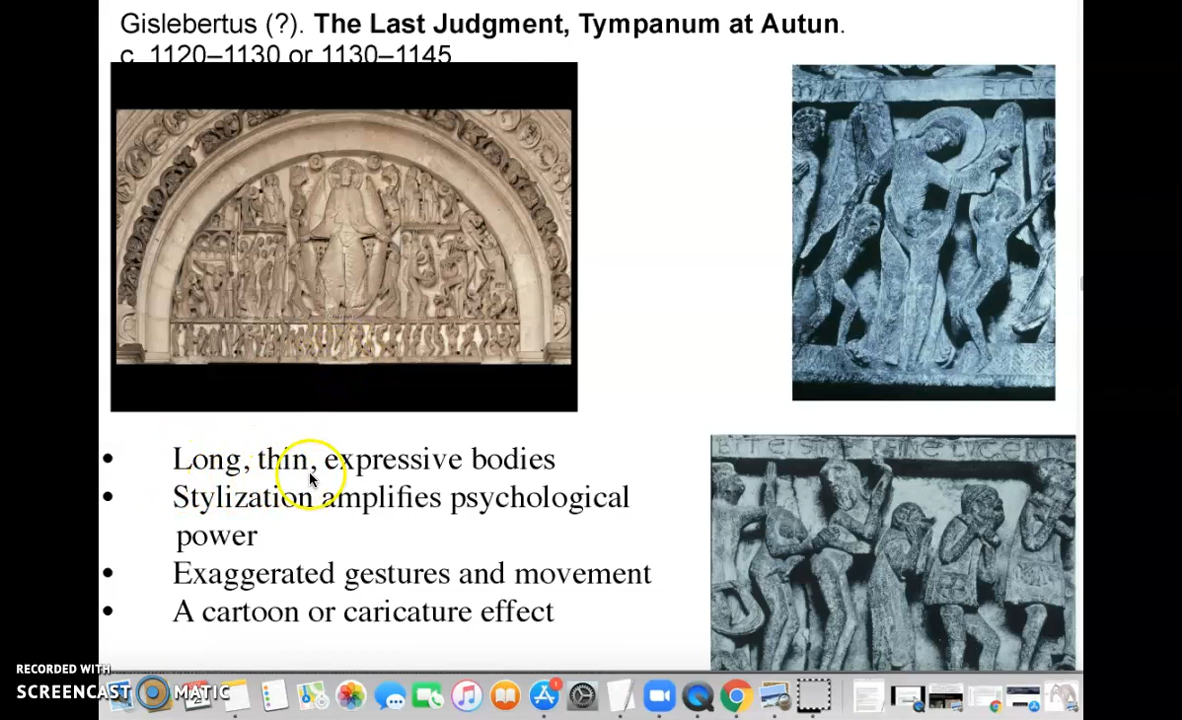 Gislebertus (?). The Last Judgment, Tympanum at Autun.
c. 1120–1130 or 1130–1145
• Long, thin, expressive bodies
• Stylization amplifies psychological
power
• Exaggerated gestures and movement
• A cartoon or caricature effect
RECORDED WITH
SCREENCAST MATIC